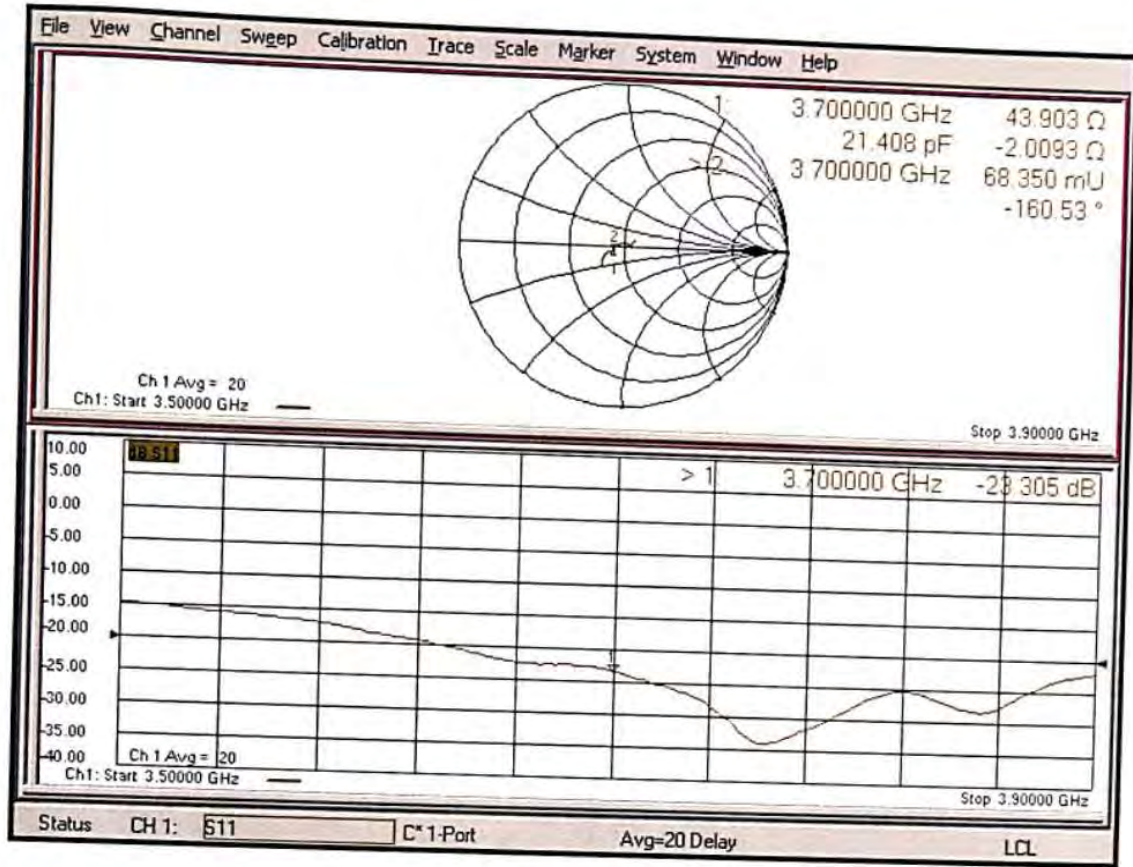 File View Channel Sweep Calibration Trace Scale Marker System Window Help
1: 3.700000 GHz 43.903 Ω
21.408 pF -2.0093 Ω
> 2: 3.700000 GHz 68.350 mU
-160.53 °
2
1
Ch 1 Avg = 20
Ch1: Start 3.50000 GHz
Stop 3.90000 GHz
10.00
dB S11
> 1: 3.700000 GHz -23.305 dB
5.00
0.00
-5.00
-10.00
-15.00
-20.00
-25.00
1
-30.00
-35.00
-40.00
Ch 1 Avg = 20
Ch1: Start 3.50000 GHz
Stop 3.90000 GHz
Status CH 1: S11 C* 1-Port Avg=20 Delay LCL